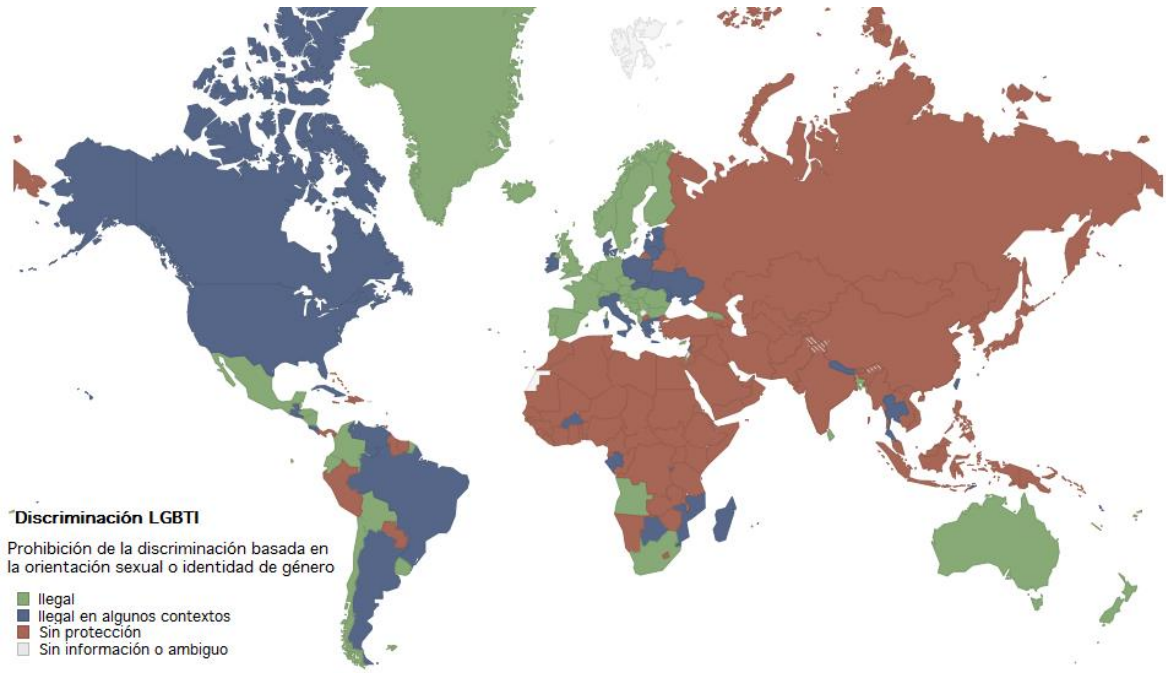 Discriminación LGBTI
Prohibición de la discriminación basada en
la orientación sexual o identidad de género
Ilegal
Ilegal en algunos contextos
Sin protección
Sin información o ambiguo